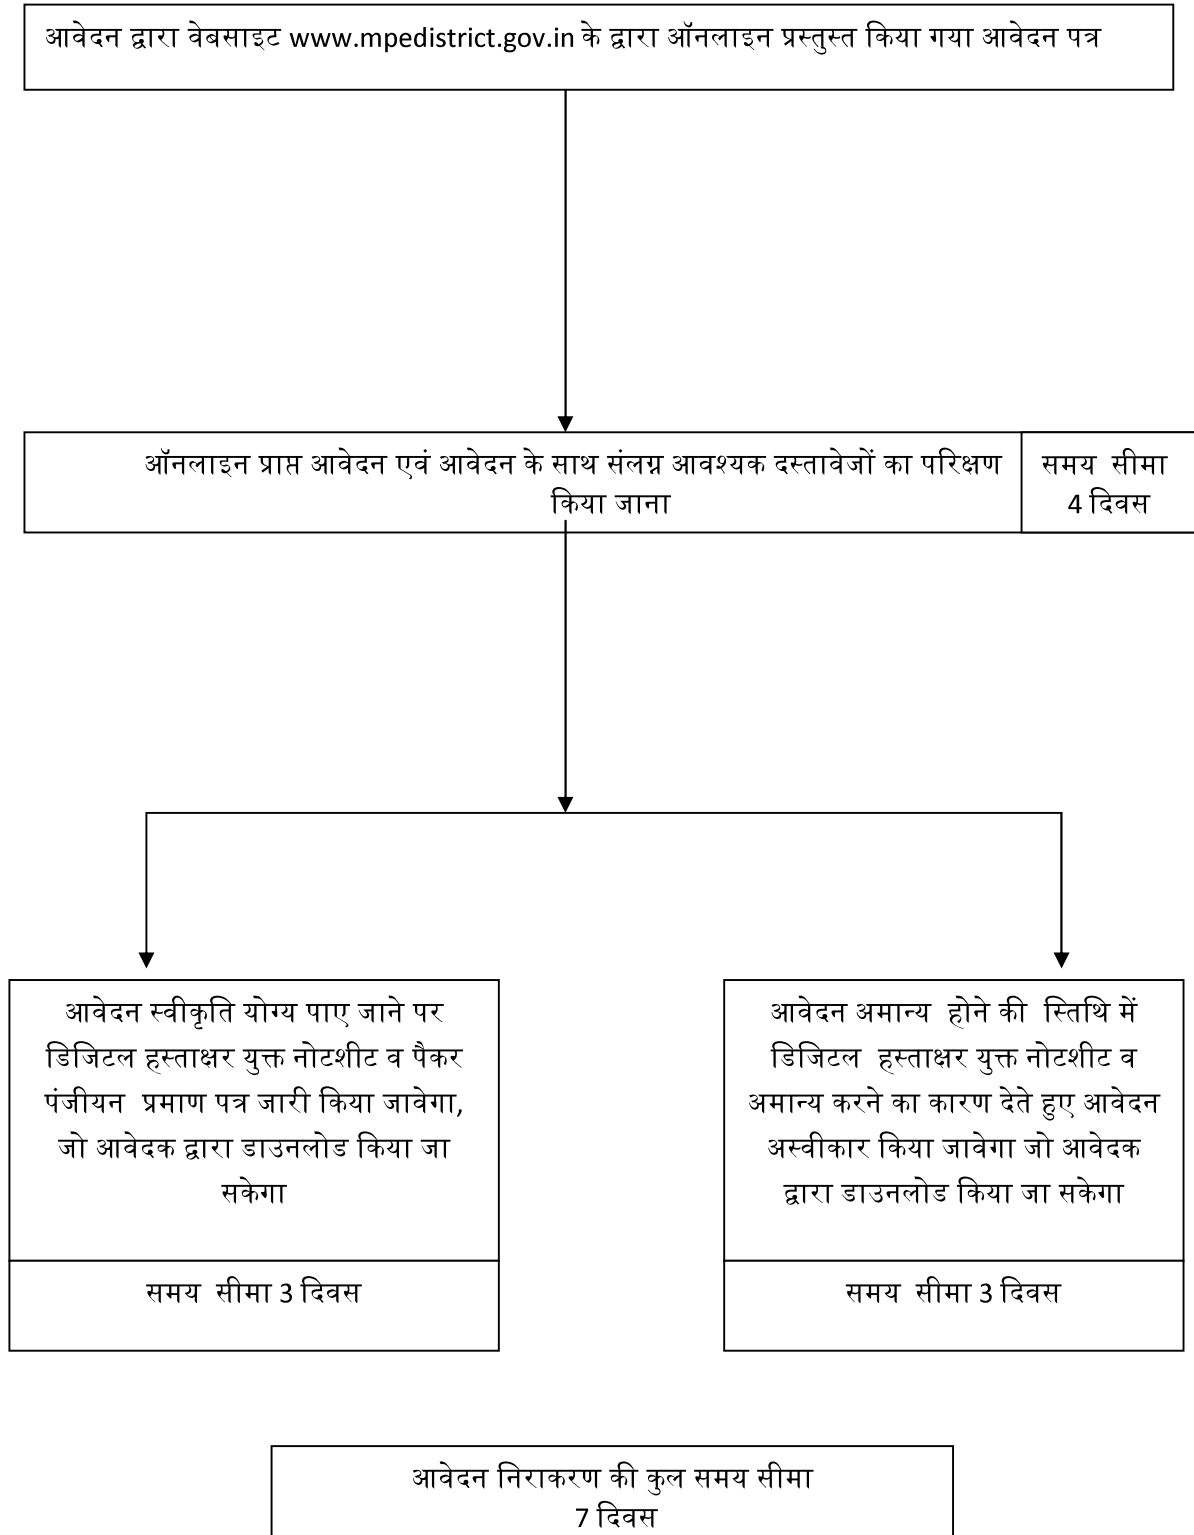 आवेदन द्वारा वेबसाइट www.mpedistrict.gov.in के द्वारा ऑनलाइन प्रस्तुस्त किया गया आवेदन पत्र
ऑनलाइन प्राप्त आवेदन एवं आवेदन के साथ संलग्न आवश्यक दस्तावेजों का परिक्षण
किया जाना
समय सीमा
4 दिवस
आवेदन स्वीकृति योग्य पाए जाने पर
डिजिटल हस्ताक्षर युक्त नोटशीट व पैकर
पंजीयन प्रमाण पत्र जारी किया जावेगा,
जो आवेदक द्वारा डाउनलोड किया जा
सकेगा
समय सीमा 3 दिवस
आवेदन अमान्य होने की स्तिथि में
डिजिटल हस्ताक्षर युक्त नोटशीट व
अमान्य करने का कारण देते हुए आवेदन
अस्वीकार किया जावेगा जो आवेदक
द्वारा डाउनलोड किया जा सकेगा
समय सीमा 3 दिवस
आवेदन निराकरण की कुल समय सीमा
7 दिवस